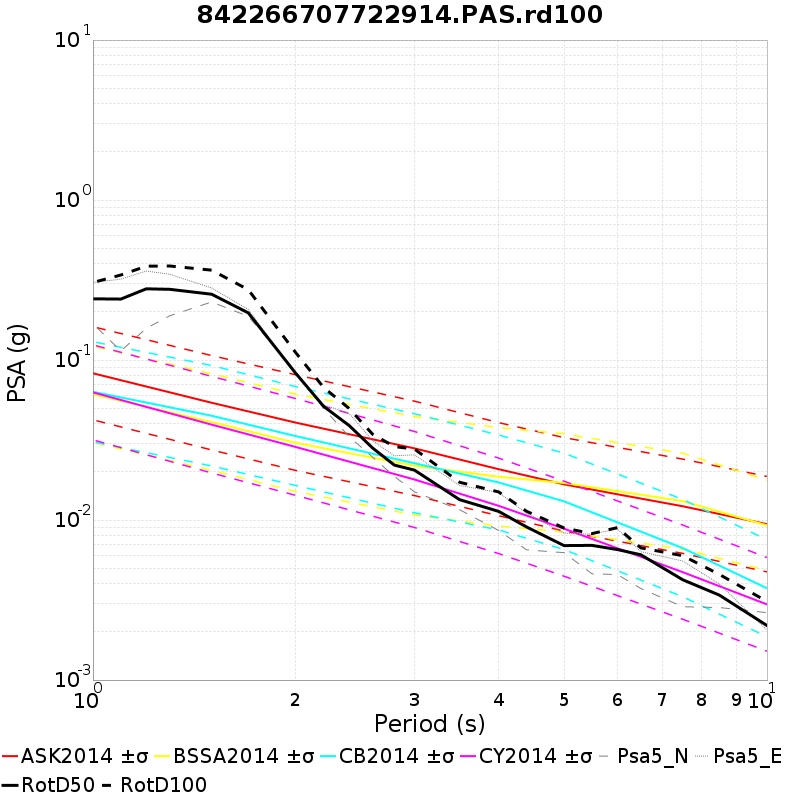 842266707722914.PAS.rd100
10^1
10^0
10^-1
10^-2
10^-3
PSA (g)
10^0 2 3 4 5 6 7 8 9 10^1
Period (s)
ASK2014 ±σ BSSA2014 ±σ CB2014 ±σ CY2014 ±σ Psa5_N Psa5_E
RotD50 RotD100